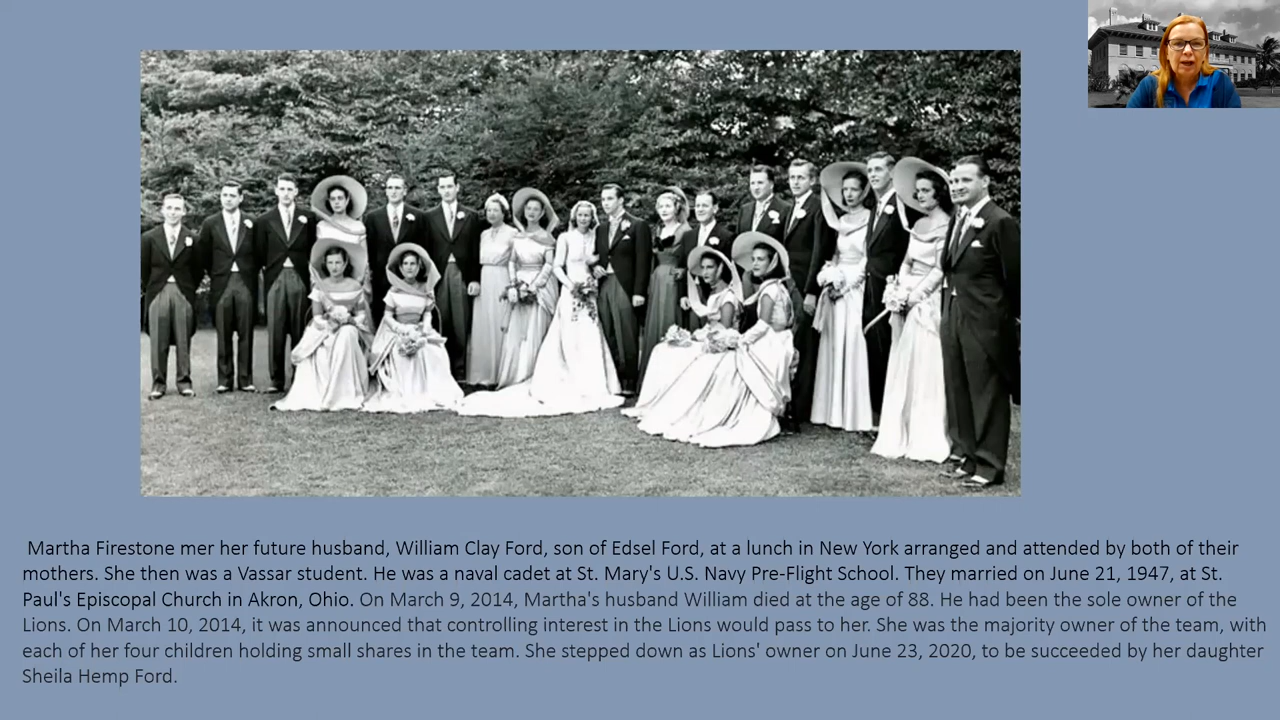 Martha Firestone mer her future husband, William Clay Ford, son of Edsel Ford, at a lunch in New York arranged and attended by both of their
mothers. She then was a Vassar student. He was a naval cadet at St. Mary's U.S. Navy Pre-Flight School. They married on June 21, 1947, at St.
Paul's Episcopal Church in Akron, Ohio. On March 9, 2014, Martha's husband William died at the age of 88. He had been the sole owner of the
Lions. On March 10, 2014, it was announced that controlling interest in the Lions would pass to her. She was the majority owner of the team, with
each of her four children holding small shares in the team. She stepped down as Lions' owner on June 23, 2020, to be succeeded by her daughter
Sheila Hemp Ford.